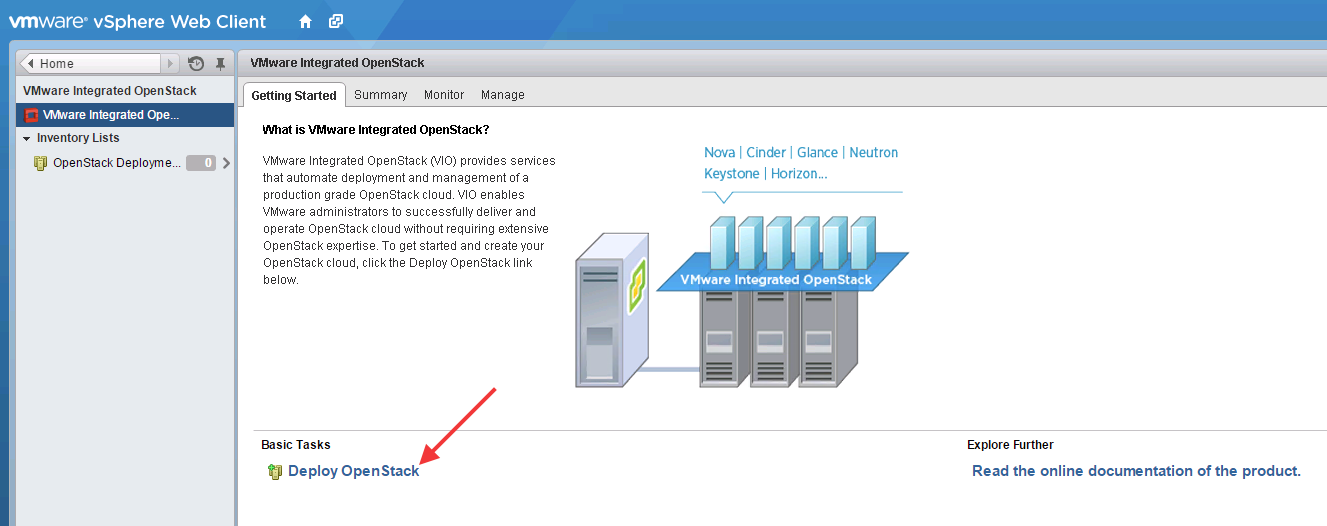 vmware® vSphere Web Client
Home
VMware Integrated OpenStack
VMware Integrated Ope...
Inventory Lists
OpenStack Deployme... 0
VMware Integrated OpenStack
Getting Started Summary Monitor Manage
What is VMware Integrated OpenStack?
VMware Integrated OpenStack (VIO) provides services
that automate deployment and management of a
production grade OpenStack cloud. VIO enables
VMware administrators to successfully deliver and
operate OpenStack cloud without requiring extensive
OpenStack expertise. To get started and create your
OpenStack cloud, click the Deploy OpenStack link
below.
Nova | Cinder | Glance | Neutron
Keystone | Horizon...
VMware Integrated OpenStack
Basic Tasks
Deploy OpenStack
Explore Further
Read the online documentation of the product.